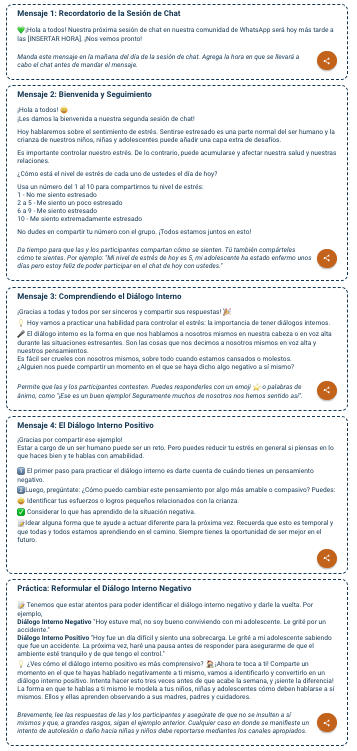 Mensaje 1: Recordatorio de la Sesión de Chat
💚¡Hola a todos! Nuestra próxima sesión de chat en nuestra comunidad de WhatsApp será hoy más tarde a
las [INSERTAR HORA]. ¡Nos vemos pronto!
Manda este mensaje en la mañana del día de la sesión de chat. Agrega la hora en que se llevará a
cabo el chat antes de mandar el mensaje.
Mensaje 2: Bienvenida y Seguimiento
¡Hola a todos! 😀
¡Les damos la bienvenida a nuestra segunda sesión de chat!
Hoy hablaremos sobre el sentimiento de estrés. Sentirse estresado es una parte normal del ser humano y la
crianza de nuestros niños, niñas y adolescentes puede añadir una capa extra de desafíos.
Es importante controlar nuestro estrés. De lo contrario, puede acumularse y afectar nuestra salud y nuestras
relaciones.
¿Cómo está el nivel de estrés de cada uno de ustedes el día de hoy?
Usa un número del 1 al 10 para compartirnos tu nivel de estrés:
1 - No me siento estresado
2 a 5 - Me siento un poco estresado
6 a 9 - Me siento estresado
10 - Me siento extremadamente estresado
No dudes en compartir tu número con el grupo. ¡Todos estamos juntos en esto!
Da tiempo para que las y los participantes compartan cómo se sienten. Tú también compárteles
cómo te sientes. Por ejemplo: "Mi nivel de estrés de hoy es 5, mi adolescente ha estado enfermo unos
días pero estoy feliz de poder participar en el chat de hoy con ustedes."
Mensaje 3: Comprendiendo el Diálogo Interno
¡Gracias a todas y todos por ser sinceros y compartir sus respuestas! 🎉
💡 Hoy vamos a practicar una habilidad para controlar el estrés: la importancia de tener diálogos internos.
🎤 El diálogo interno es la forma en que nos hablamos a nosotros mismos en nuestra cabeza o en voz alta
durante las situaciones estresantes. Son las cosas que nos decimos a nosotros mismos en voz alta y
nuestros pensamientos.
Es fácil ser crueles con nosotros mismos, sobre todo cuando estamos cansados o molestos.
¿Alguien nos puede compartir un momento en el que se haya dicho algo negativo a sí mismo?
Permite que las y los participantes contesten. Puedes responderles con un emoji ⭐ o palabras de
ánimo, como "¡Ese es un buen ejemplo! Seguramente muchos de nosotros nos hemos sentido así".
Mensaje 4: El Diálogo Interno Positivo
¡Gracias por compartir ese ejemplo!
Estar a cargo de un ser humano puede ser un reto. Pero puedes reducir tu estrés en general si piensas en lo
que haces bien y te hablas con amabilidad.
1️⃣ El primer paso para practicar el diálogo interno es darte cuenta de cuándo tienes un pensamiento
negativo.
2️⃣Luego, pregúntate: ¿Cómo puedo cambiar este pensamiento por algo más amable o compasivo? Puedes:
😀 Identificar tus esfuerzos o logros pequeños relacionados con la crianza.
✅ Considerar lo que has aprendido de la situación negativa.
📝Idear alguna forma que te ayude a actuar diferente para la próxima vez. Recuerda que esto es temporal y
que todas y todos estamos aprendiendo en el camino. Siempre tienes la oportunidad de ser mejor en el
futuro.
Práctica: Reformular el Diálogo Interno Negativo
📝 Tenemos que estar atentos para poder identificar el diálogo interno negativo y darle la vuelta. Por
ejemplo,
Diálogo Interno Negativo "Hoy estuve mal, no soy bueno conviviendo con mi adolescente. Le grité por un
accidente."
Diálogo Interno Positivo "Hoy fue un día difícil y siento una sobrecarga. Le grité a mi adolescente sabiendo
que fue un accidente. La próxima vez, haré una pausa antes de responder para asegurarme de que el
ambiente esté tranquilo y de que tengo el control."
💡 ¿Ves cómo el diálogo interno positivo es más comprensivo? 🏠¡Ahora te toca a ti! Comparte un
momento en el que te hayas hablado negativamente a ti mismo, vamos a identificarlo y convertirlo en un
diálogo interno positivo. Intenta hacer esto tres veces antes de que acabe la semana, y ¡siente la diferencia!
La forma en que te hablas a ti mismo le modela a tus niños, niñas y adolescentes cómo deben hablarse a sí
mismos. Ellos y ellas aprenden observando a sus madres, padres y cuidadores.
Brevemente, lee las respuestas de las y los participantes y asegúrate de que no se insulten a sí
mismos y que, a grandes rasgos, sigan el ejemplo anterior. Cualquier caso en donde se manifieste un
intento de autolesión o daño hacia niñas y niños debe reportarse mediante los canales apropiados.